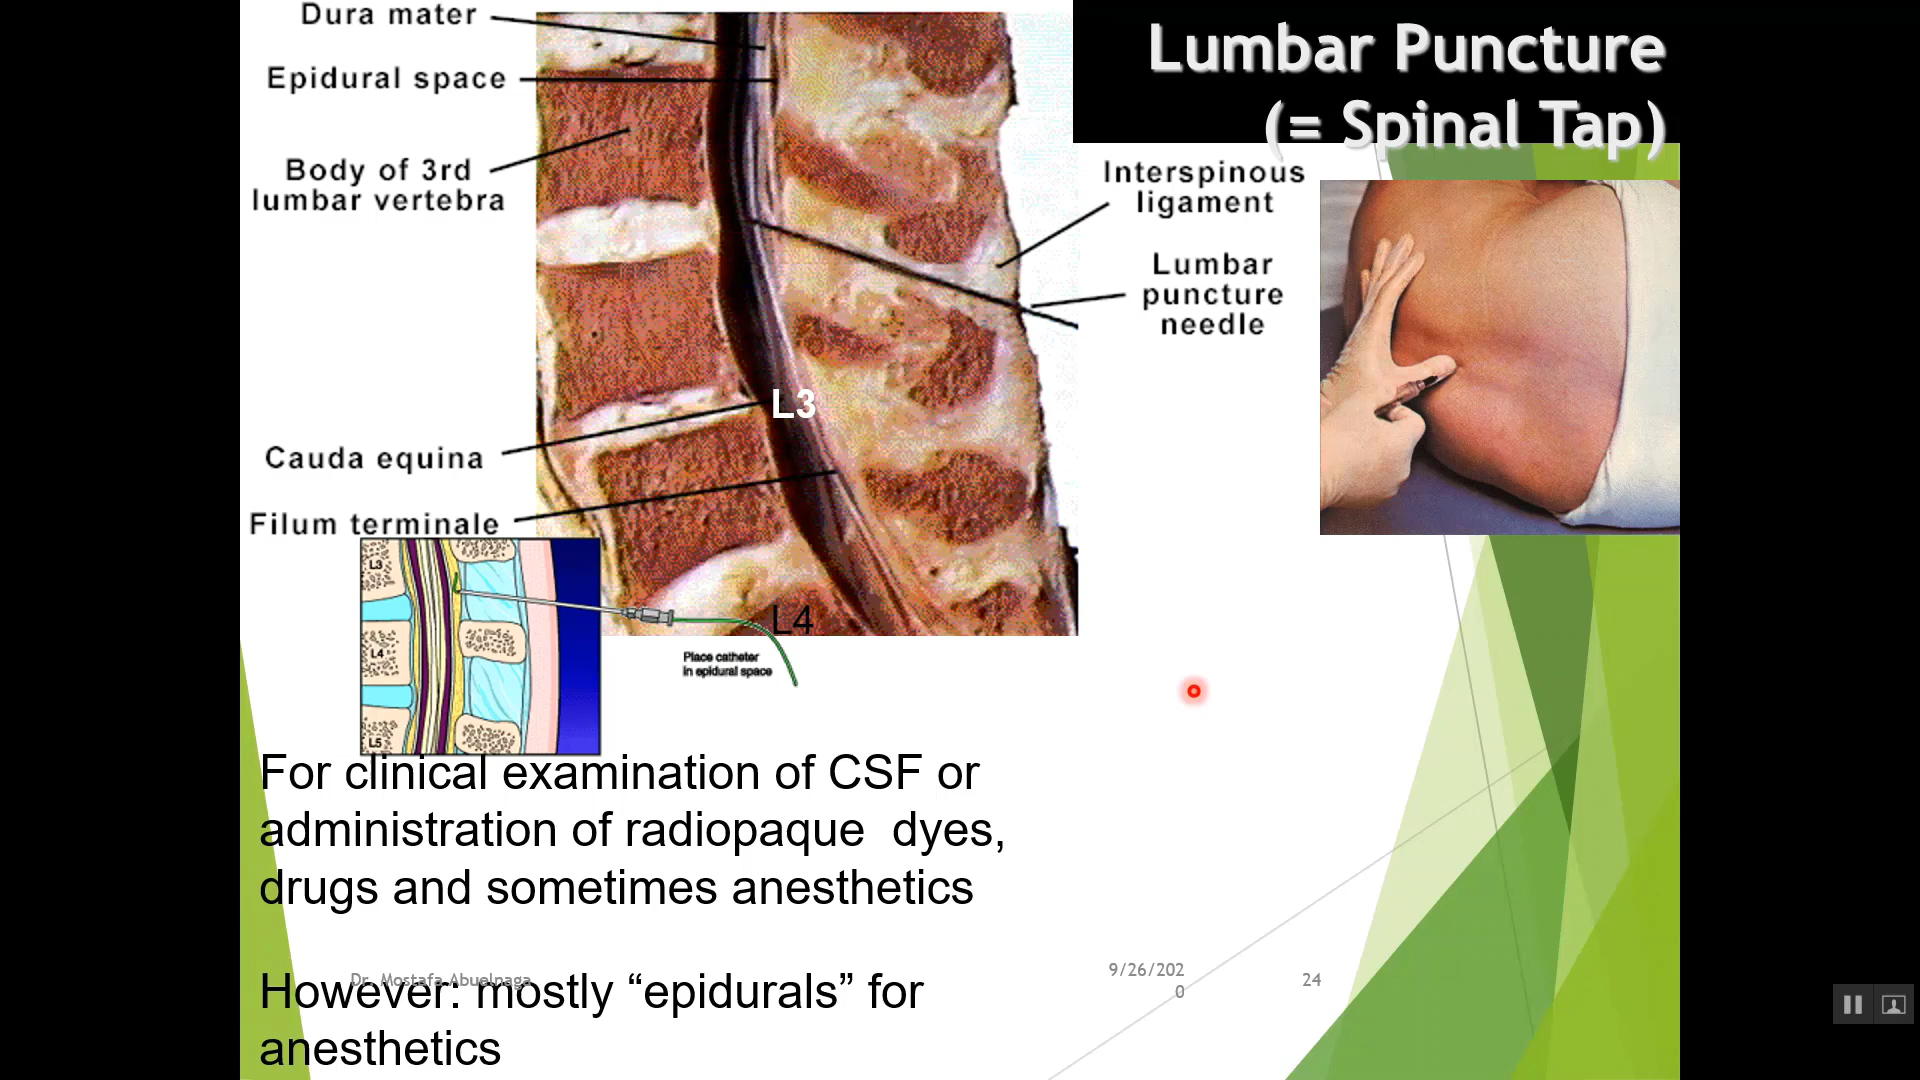 Lumbar Puncture
(= Spinal Tap)
Dura mater
Epidural space
Body of 3rd
lumbar vertebra
Interspinous
ligament
Lumbar
puncture
needle
L3
Cauda equina
Filum terminale
L3
L4
L5
L4
Place catheter
in epidural space
For clinical examination of CSF or
administration of radiopaque dyes,
drugs and sometimes anesthetics
However: mostly “epidurals” for
anesthetics
Dr. Mostafa Abuelnaga
9/26/202
0
24